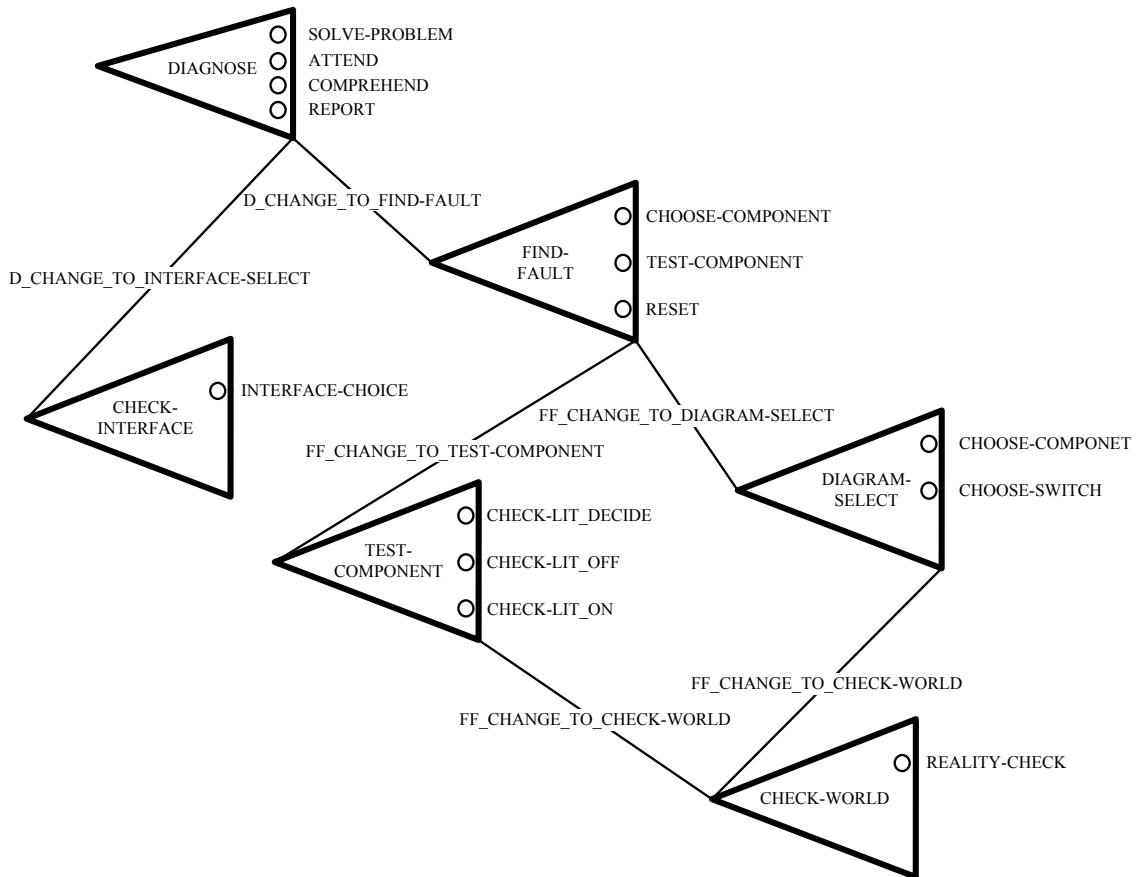 SOLVE-PROBLEM
DIAGNOSE
ATTEND
COMPREHEND
REPORT
D_CHANGE_TO_FIND-FAULT
CHOOSE-COMPONENT
FIND-
FAULT
TEST-COMPONENT
RESET
D_CHANGE_TO_INTERFACE-SELECT
INTERFACE-CHOICE
CHECK-
INTERFACE
FF_CHANGE_TO_DIAGRAM-SELECT
FF_CHANGE_TO_TEST-COMPONENT
CHOOSE-COMPONET
DIAGRAM-
SELECT
CHOOSE-SWITCH
CHECK-LIT_DECIDE
TEST-
COMPONENT
CHECK-LIT_OFF
CHECK-LIT_ON
FF_CHANGE_TO_CHECK-WORLD
FF_CHANGE_TO_CHECK-WORLD
REALITY-CHECK
CHECK-WORLD